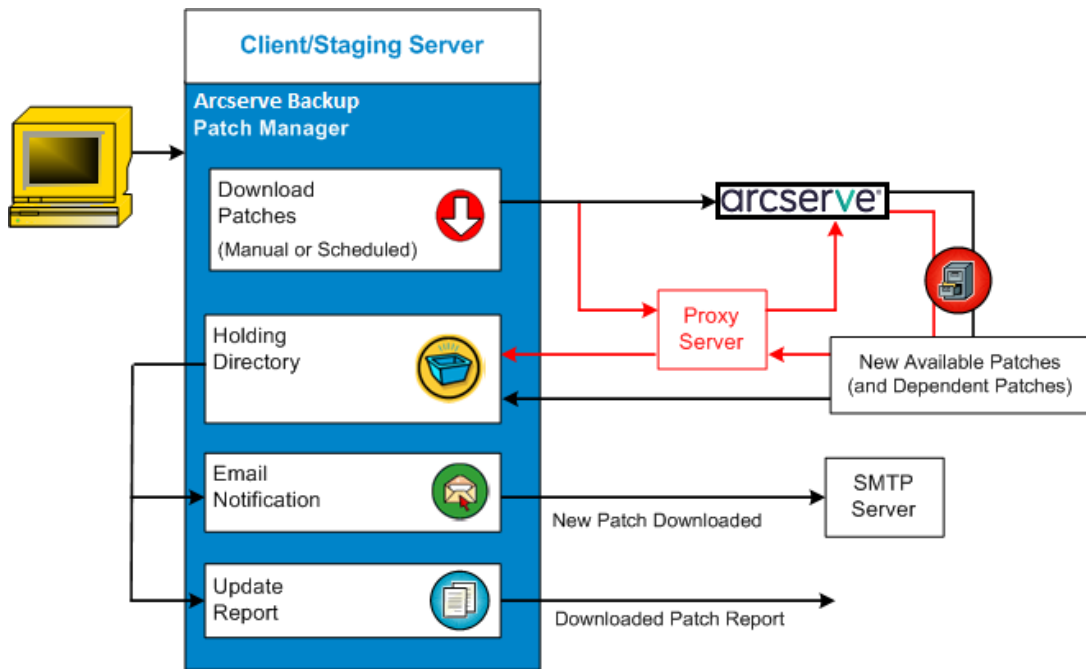 Client/Staging Server
Arcserve Backup
Patch Manager
Download
Patches
(Manual or Scheduled)
arcserve®
Proxy
Server
Holding
Directory
New Available Patches
(and Dependent Patches)
Email
Notification
New Patch Downloaded
SMTP
Server
Update
Report
Downloaded Patch Report